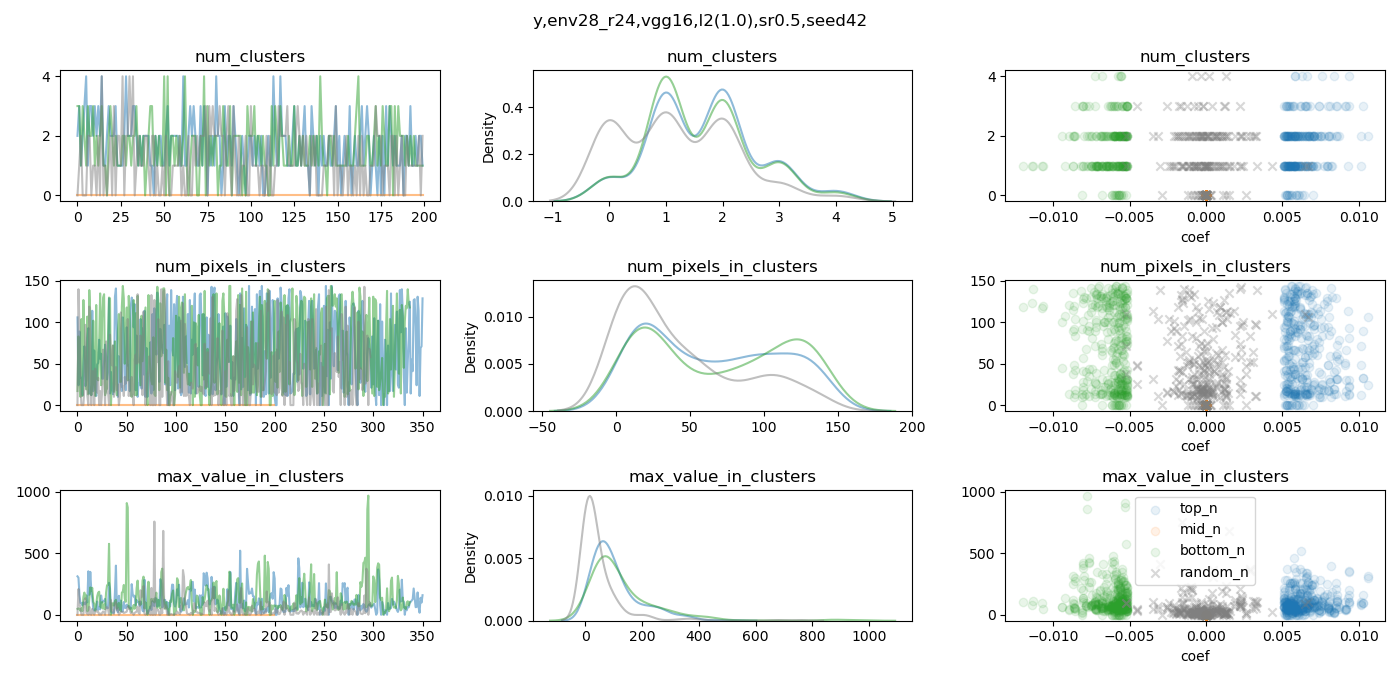 y,env28_r24,vgg16,l2(1.0),sr0.5,seed42
num_clusters
4
2
0
0 25 50 75 100 125 150 175 200
num_clusters
Density
0.4
0.2
0.0
−1 0 1 2 3 4 5
num_clusters
4
3
2
1
0
−0.010 −0.005 0.000 0.005 0.010
coef
num_pixels_in_clusters
150
100
50
0
0 50 100 150 200 250 300 350
num_pixels_in_clusters
Density
0.010
0.005
0.000
−50 0 50 100 150 200
num_pixels_in_clusters
150
100
50
0
−0.010 −0.005 0.000 0.005 0.010
coef
max_value_in_clusters
1000
500
0
0 50 100 150 200 250 300 350
max_value_in_clusters
Density
0.010
0.005
0.000
0 200 400 600 800 1000
max_value_in_clusters
1000
500
0
top_n
mid_n
bottom_n
random_n
−0.010 −0.005 0.000 0.005 0.010
coef